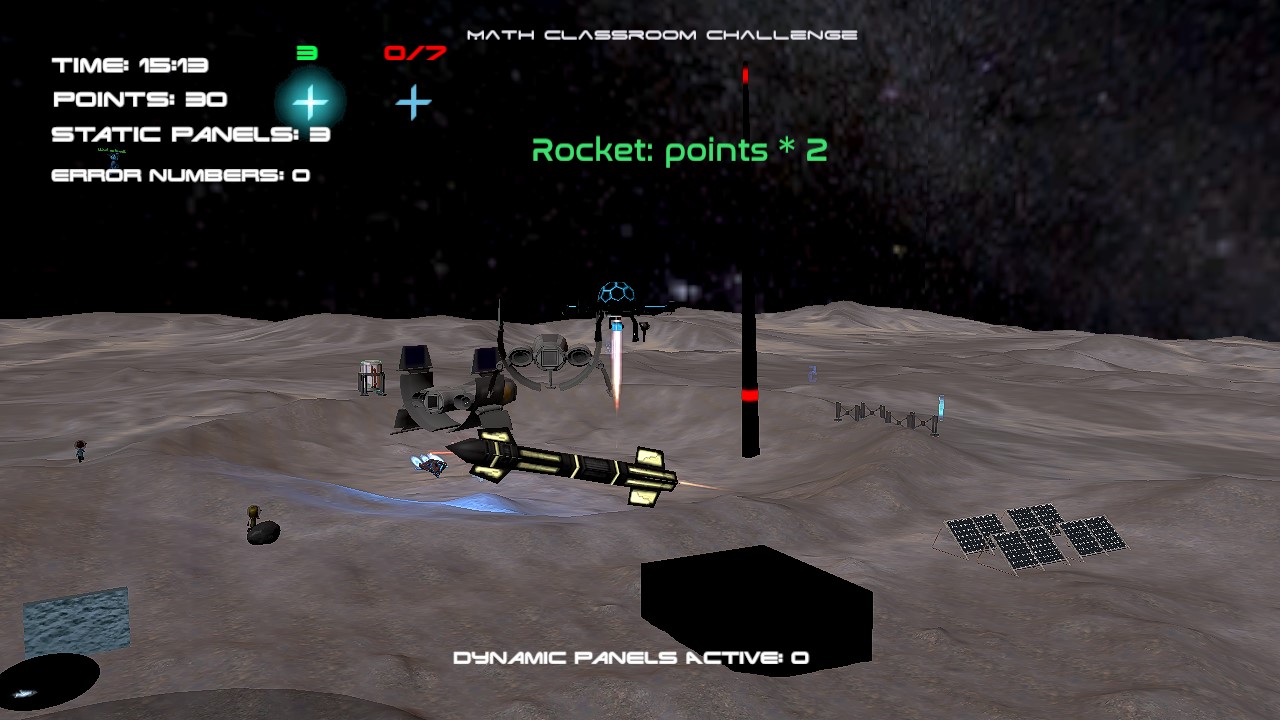 MATH CLASSROOM CHALLENGE
3
0/7
TIME: 15:13
POINTS: 30
STATIC PANELS: 3
Rocket: points * 2
ERROR NUMBERS: 0
DYNAMIC PANELS ACTIVE: 0